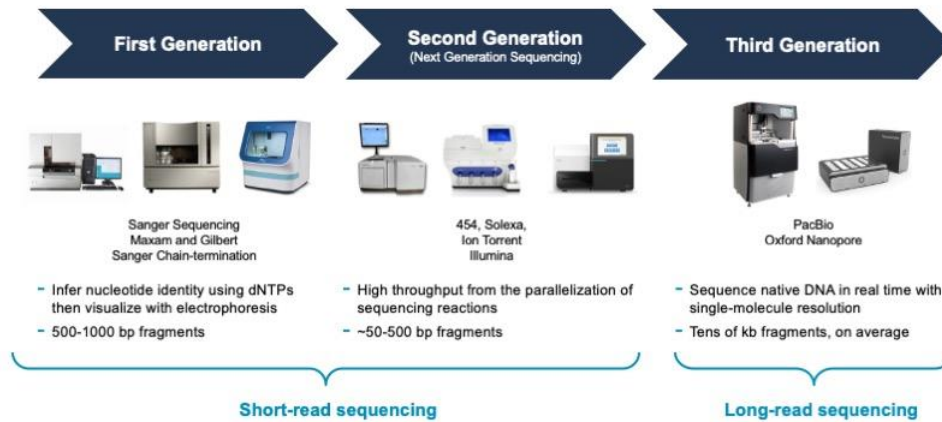 First Generation
Second Generation
(Next Generation Sequencing)
Third Generation
Sanger Sequencing
Maxam and Gilbert
Sanger Chain-termination
454, Solexa,
Ion Torrent
Illumina
PacBio
Oxford Nanopore
- Infer nucleotide identity using dNTPs
then visualize with electrophoresis
- 500-1000 bp fragments
- High throughput from the parallelization of
sequencing reactions
- ~50-500 bp fragments
- Sequence native DNA in real time with
single-molecule resolution
- Tens of kb fragments, on average
Short-read sequencing
Long-read sequencing